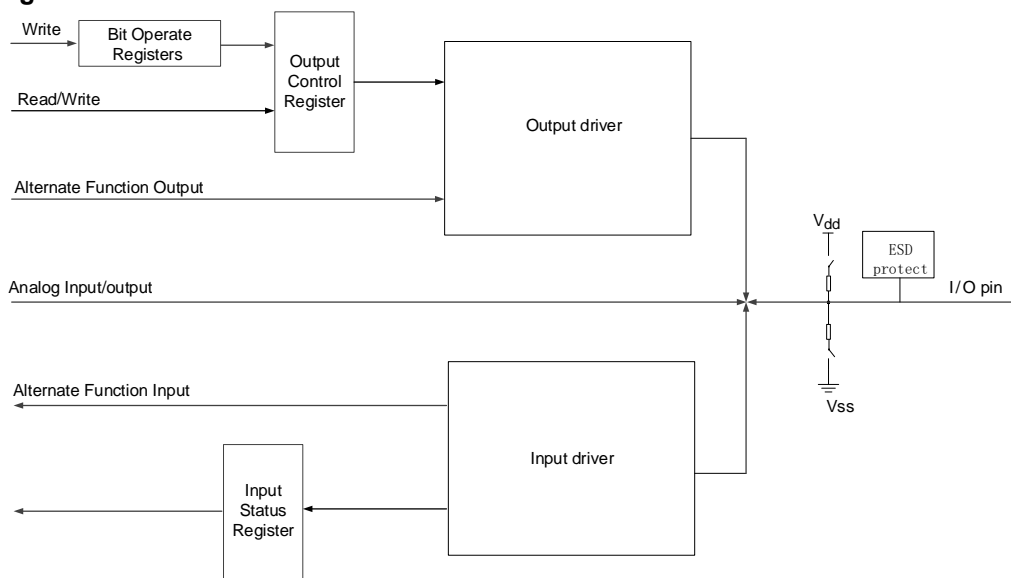 Write
Bit Operate
Registers
Output
Control
Register
Read/Write
Output driver
Alternate Function Output
Vdd
ESD
protect
Analog Input/output
I/O pin
Alternate Function Input
Vss
Input driver
Input
Status
Register